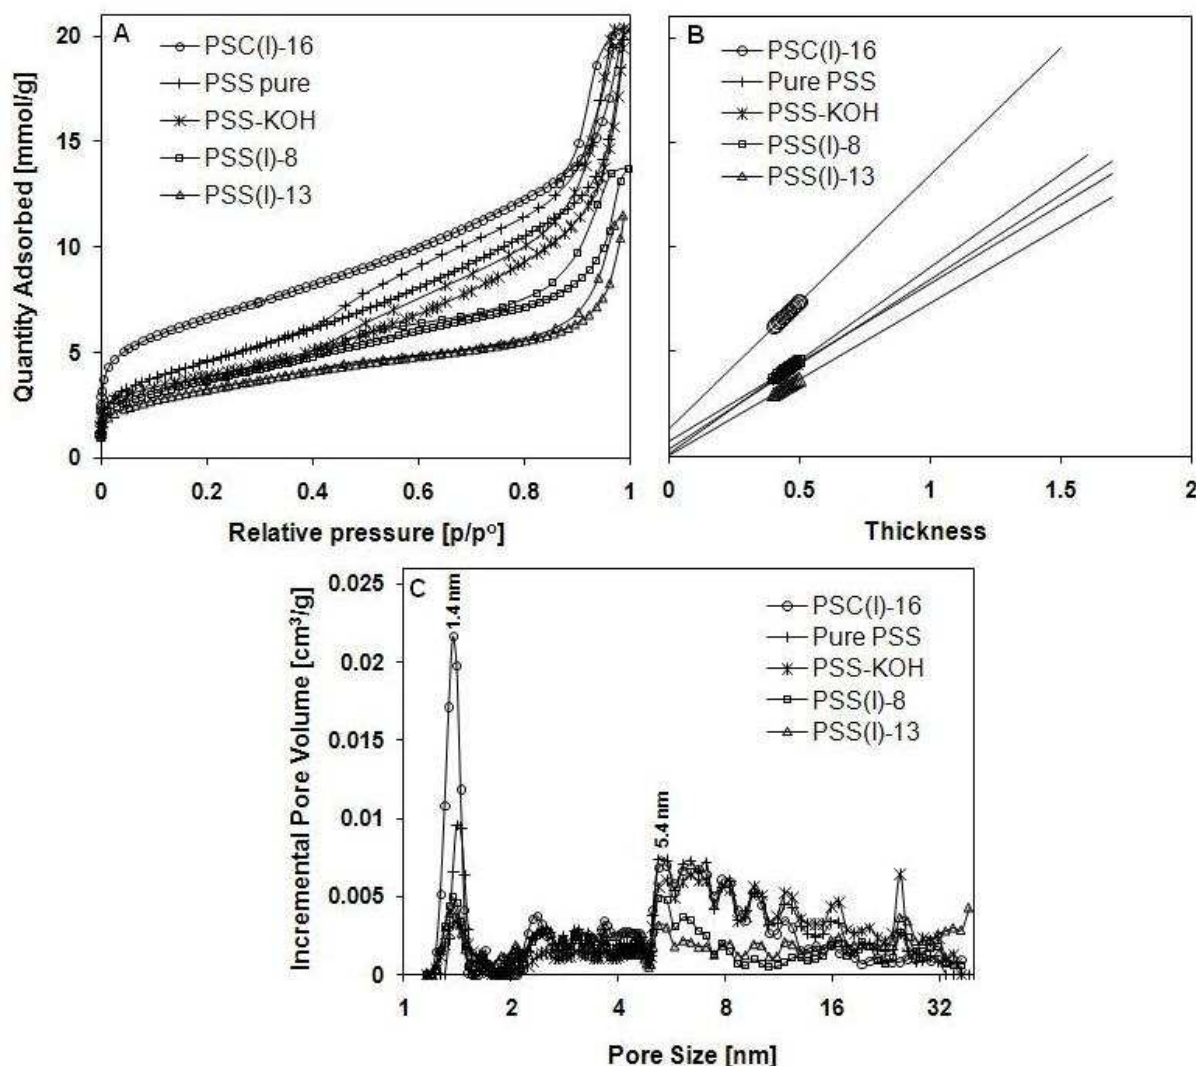 A
PSC(I)-16
PSS pure
PSS-KOH
PSS(I)-8
PSS(I)-13
Quantity Adsorbed [mmol/g]
20
15
10
5
0
0 0.2 0.4 0.6 0.8 1
Relative pressure [p/p°]
B
PSC(I)-16
Pure PSS
PSS-KOH
PSS(I)-8
PSS(I)-13
0 0.5 1 1.5 2
Thickness
C
1.4 nm
5.4 nm
PSC(I)-16
Pure PSS
PSS-KOH
PSS(I)-8
PSS(I)-13
Incremental Pore Volume [cm³/g]
0.025
0.02
0.015
0.01
0.005
0
1 2 4 8 16 32
Pore Size [nm]